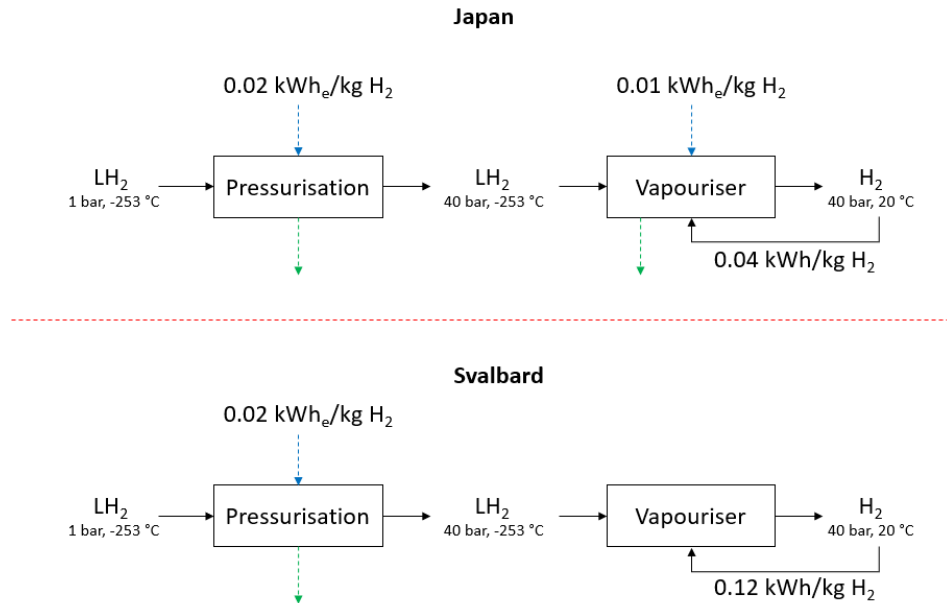 Japan
0.02 kWhₑ/kg H₂
0.01 kWhₑ/kg H₂
LH₂
1 bar, -253 °C
Pressurisation
LH₂
40 bar, -253 °C
Vapouriser
H₂
40 bar, 20 °C
0.04 kWh/kg H₂
Svalbard
0.02 kWhₑ/kg H₂
LH₂
1 bar, -253 °C
Pressurisation
LH₂
40 bar, -253 °C
Vapouriser
H₂
40 bar, 20 °C
0.12 kWh/kg H₂